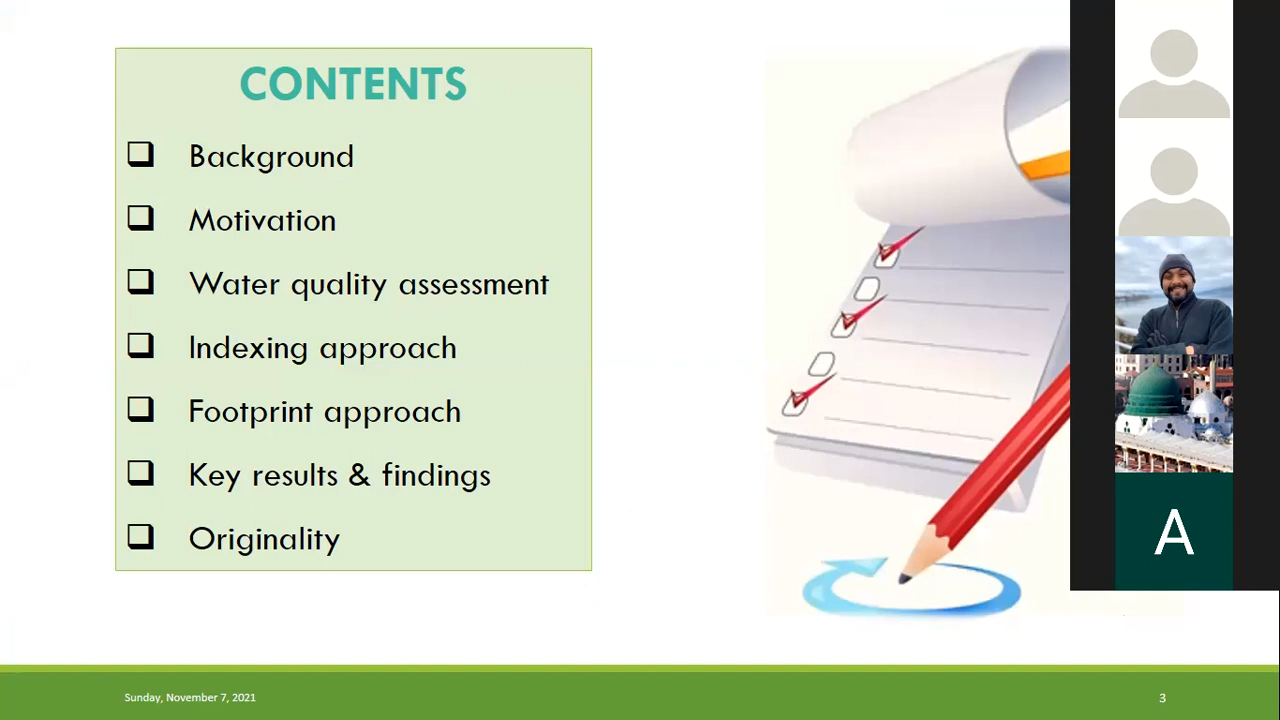 CONTENTS
Background
Motivation
Water quality assessment
Indexing approach
Footprint approach
Key results & findings
Originality
A
Sunday, November 7, 2021
3